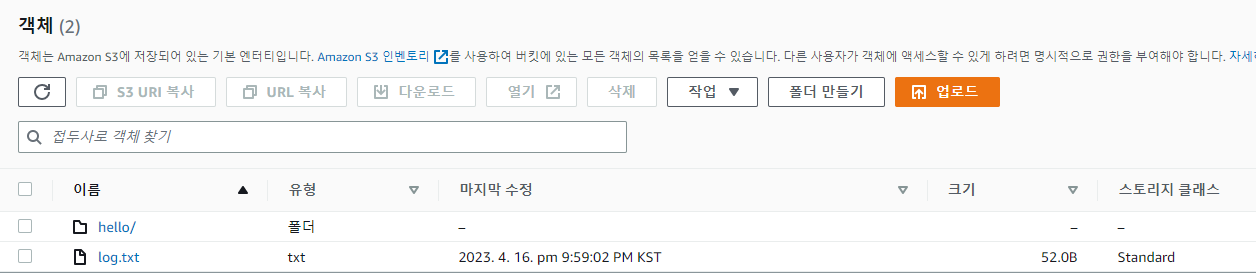 객체 (2)
객체는 Amazon S3에 저장되어 있는 기본 엔터티입니다. Amazon S3 인벤토리 를 사용하여 버킷에 있는 모든 객체의 목록을 얻을 수 있습니다. 다른 사용자가 객체에 액세스할 수 있게 하려면 명시적으로 권한을 부여해야 합니다. 자세히
S3 URI 복사 URL 복사 다운로드 열기 삭제 작업 폴더 만들기 업로드
접두사로 객체 찾기
이름 유형 마지막 수정 크기 스토리지 클래스
hello/ 폴더 – – –
log.txt txt 2023. 4. 16. pm 9:59:02 PM KST 52.0B Standard